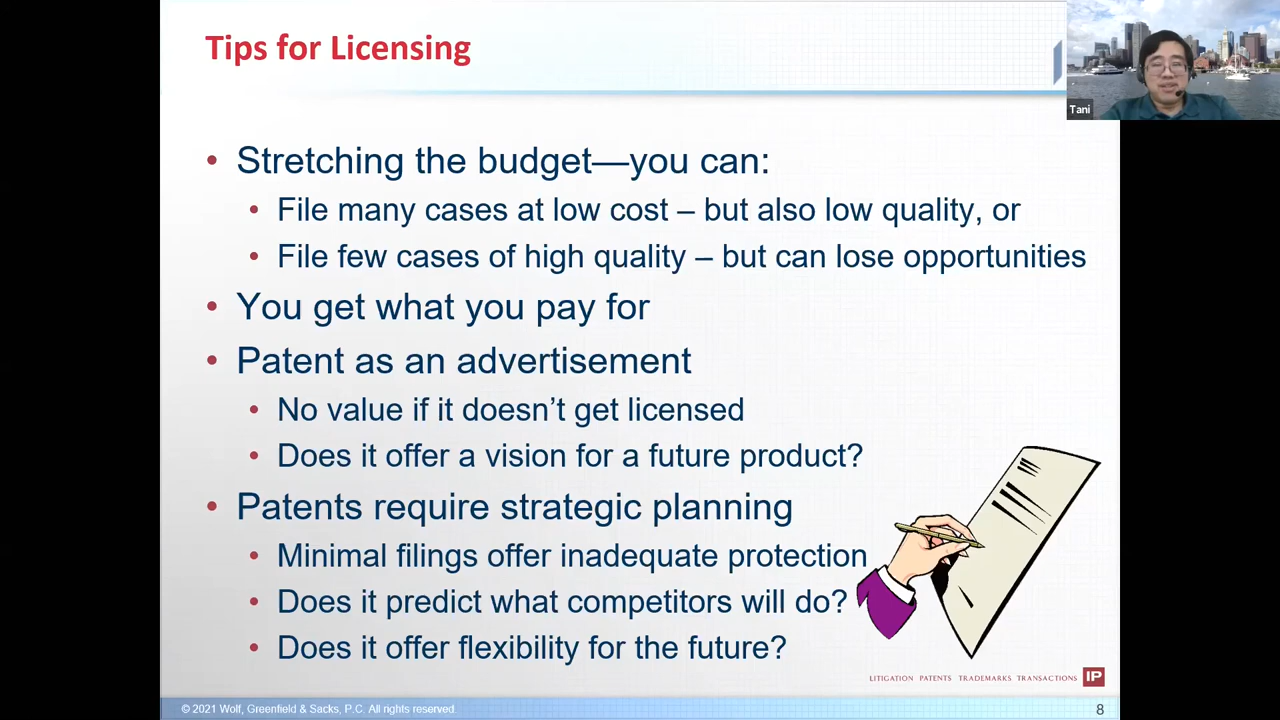 Tips for Licensing
Tani
• Stretching the budget—you can:
• File many cases at low cost – but also low quality, or
• File few cases of high quality – but can lose opportunities
• You get what you pay for
• Patent as an advertisement
• No value if it doesn’t get licensed
• Does it offer a vision for a future product?
• Patents require strategic planning
• Minimal filings offer inadequate protection
• Does it predict what competitors will do?
• Does it offer flexibility for the future?
LITIGATION PATENTS TRADEMARKS TRANSACTIONS IP
© 2021 Wolf, Greenfield & Sacks, P.C. All rights reserved.
8